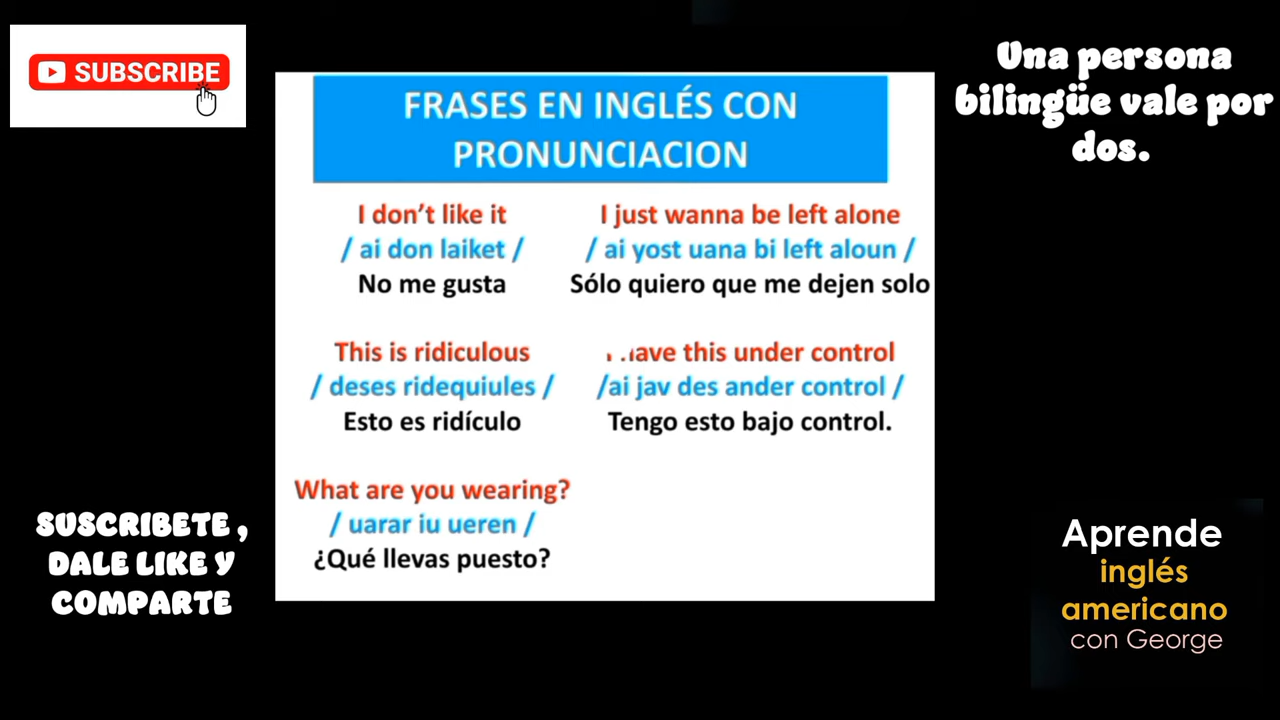 SUBSCRIBE
Una persona
bilingüe vale por
dos.
FRASES EN INGLÉS CON
PRONUNCIACION
I don't like it
/ ai don laiket /
No me gusta
I just wanna be left alone
/ ai yost uana bi left aloun /
Sólo quiero que me dejen solo
This is ridiculous
/ deses ridequiules /
Esto es ridículo
this under control
/ai jav des ander control /
Tengo esto bajo control.
What are you wearing?
/ uarar iu ueren /
¿Qué llevas puesto?
SUSCRIBETE ,
DALE LIKE Y
COMPARTE
Aprende
inglés
americano
con George